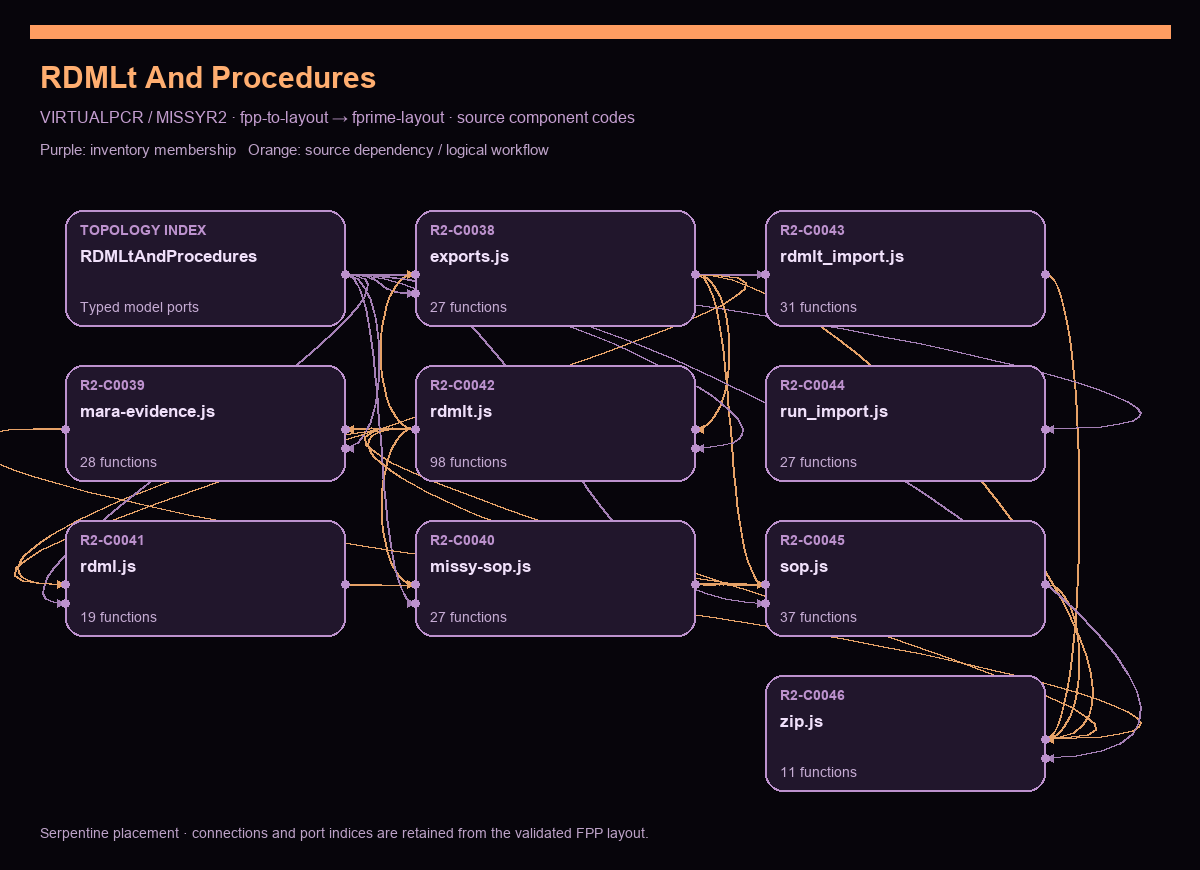 RDMLt And Procedures
VIRTUALPCR / MISSYR2 · fpp-to-layout → fprime-layout · source component codes
Purple: inventory membership   Orange: source dependency / logical workflow
TOPOLOGY INDEX
RDMLtAndProcedures
Typed model ports
R2-C0038
exports.js
27 functions
R2-C0043
rdmlt_import.js
31 functions
R2-C0039
mara-evidence.js
28 functions
R2-C0042
rdmlt.js
98 functions
R2-C0044
run_import.js
27 functions
R2-C0041
rdml.js
19 functions
R2-C0040
missy-sop.js
27 functions
R2-C0045
sop.js
37 functions
R2-C0046
zip.js
11 functions
Serpentine placement · connections and port indices are retained from the validated FPP layout.